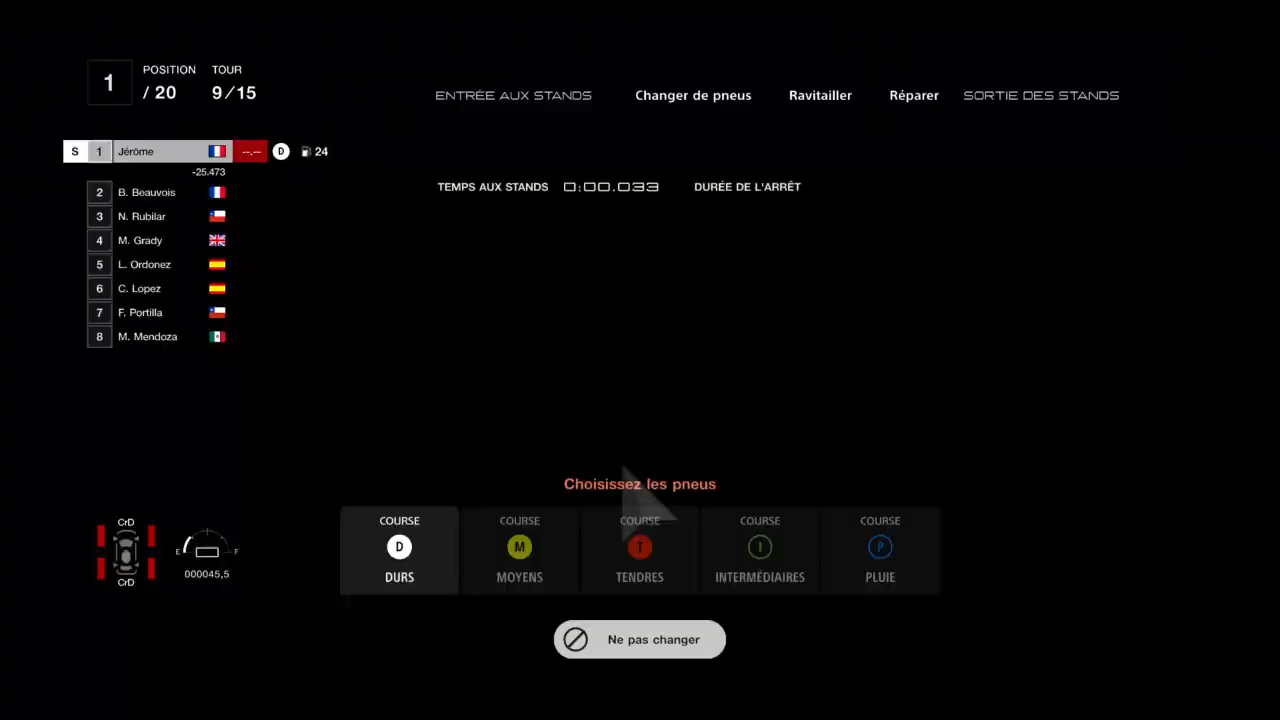 1
POSITION TOUR
/ 20 9/15
ENTRÉE AUX STANDS Changer de pneus Ravitailler Réparer SORTIE DES STANDS
S 1 Jérôme --.-- D 24
-25.473
TEMPS AUX STANDS 0:00.033 DURÉE DE L'ARRÊT
2 B. Beauvois
3 N. Rubilar
4 M. Grady
5 L. Ordonez
6 C. Lopez
7 F. Portilla
8 M. Mendoza
Choisissez les pneus
COURSE COURSE COURSE COURSE COURSE
D M T I P
DURS MOYENS TENDRES INTERMÉDIAIRES PLUIE
CrD
E F
000045,5
CrD
Ne pas changer